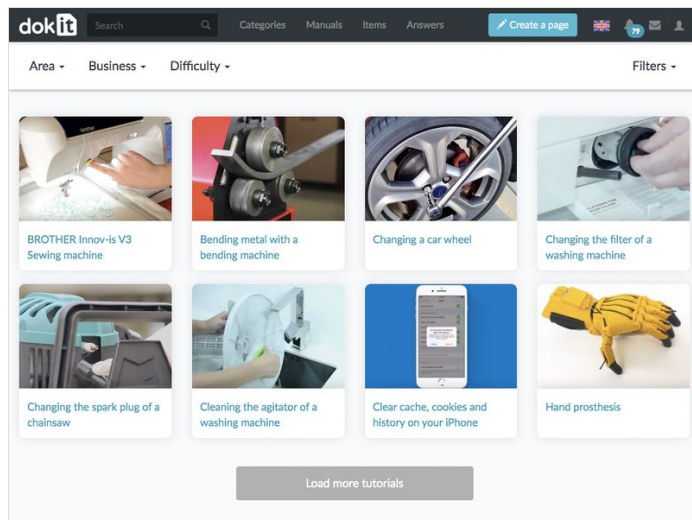 dokit
Search
Categories
Manuals
Items
Answers
Create a page
79
Area
Business
Difficulty
Filters
brother
BROTHER Innov-is V3
Sewing machine
Bending metal with a
bending machine
Changing a car wheel
Changing the filter of a
washing machine
Changing the spark plug of a
chainsaw
Cleaning the agitator of a
washing machine
Clear cache, cookies and
history on your iPhone
Hand prosthesis
Load more tutorials